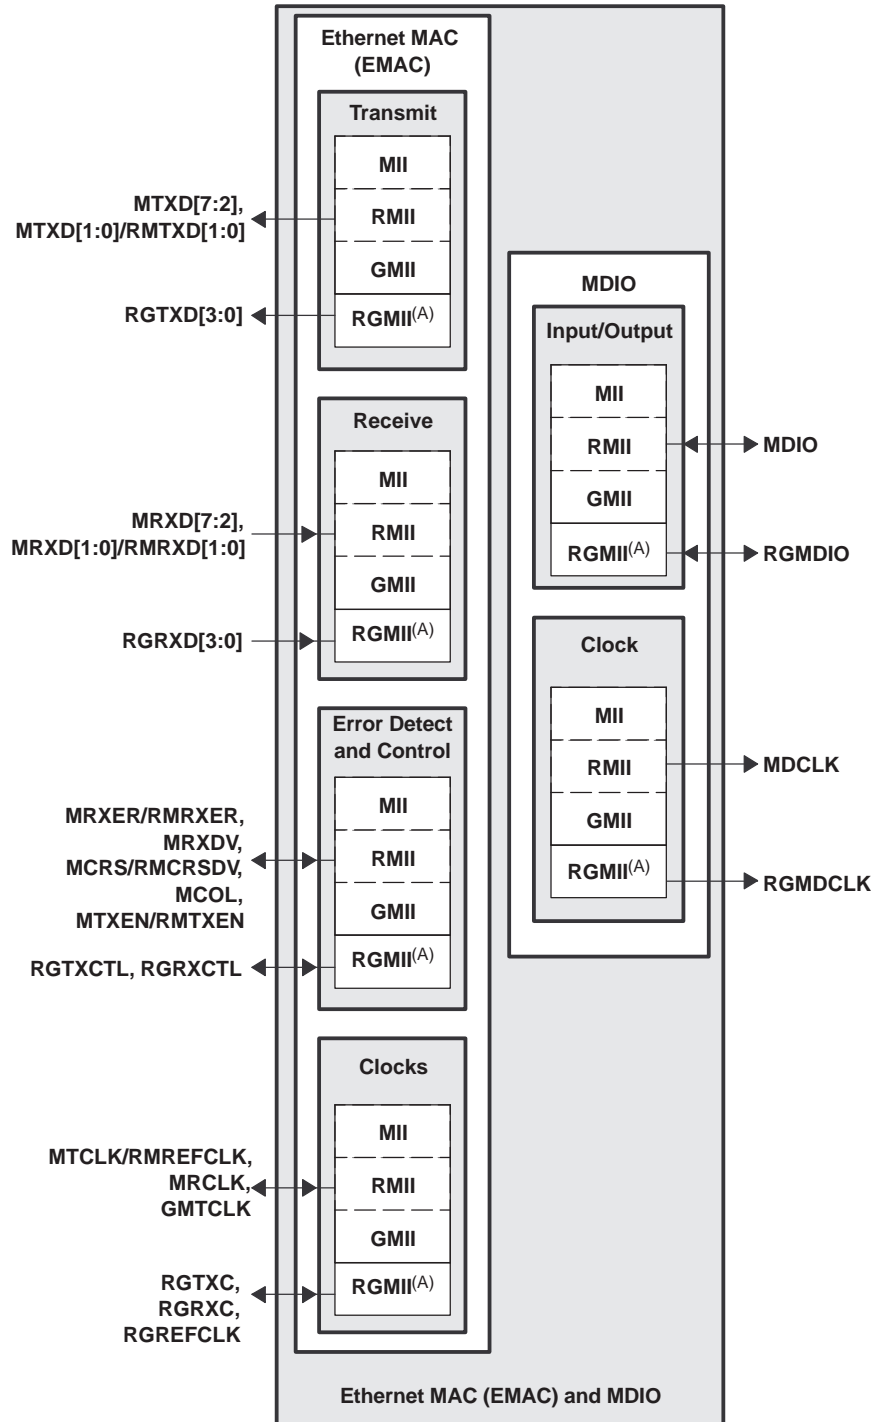 Ethernet MAC
(EMAC)
Transmit
MII
RMII
GMII
RGMII(A)
MTXD[7:2],
MTXD[1:0]/RMTXD[1:0]
RGTXD[3:0]
Receive
MII
RMII
GMII
RGMII(A)
MRXD[7:2],
MRXD[1:0]/RMRXD[1:0]
RGRXD[3:0]
Error Detect
and Control
MII
RMII
GMII
RGMII(A)
MRXER/RMRXER,
MRXDV,
MCRS/RMCRSDV,
MCOL,
MTXEN/RMTXEN
RGTXCTL, RGRXCTL
Clocks
MII
RMII
GMII
RGMII(A)
MTCLK/RMREFCLK,
MRCLK,
GMTCLK
RGTXC,
RGRXC,
RGREFCLK
MDIO
Input/Output
MII
RMII
GMII
RGMII(A)
MDIO
RGMDIO
Clock
MII
RMII
GMII
RGMII(A)
MDCLK
RGMDCLK
Ethernet MAC (EMAC) and MDIO